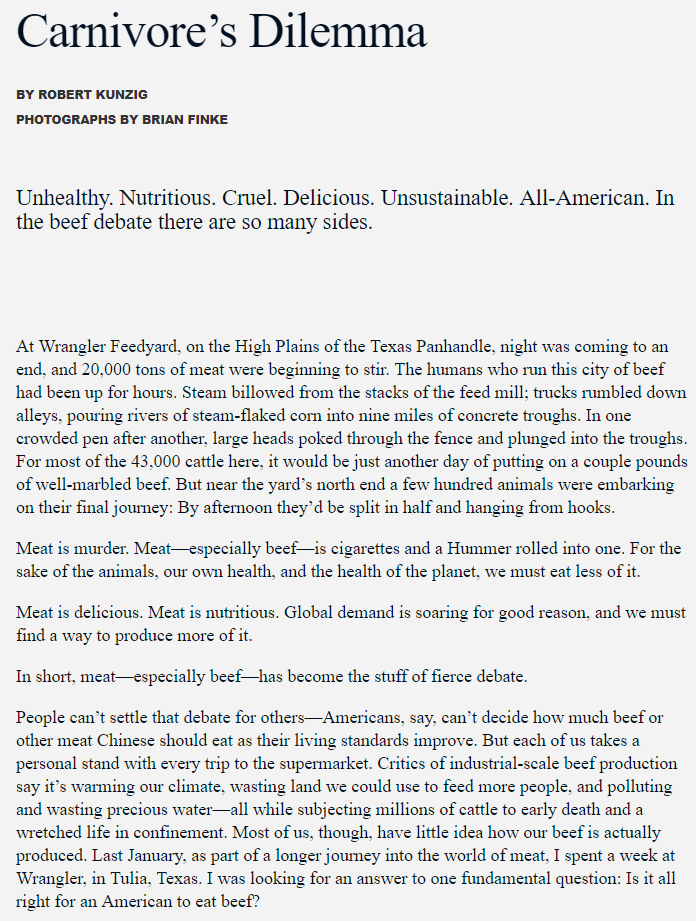 Carnivore’s Dilemma
BY ROBERT KUNZIG
PHOTOGRAPHS BY BRIAN FINKE
Unhealthy. Nutritious. Cruel. Delicious. Unsustainable. All-American. In
the beef debate there are so many sides.
At Wrangler Feedyard, on the High Plains of the Texas Panhandle, night was coming to an
end, and 20,000 tons of meat were beginning to stir. The humans who run this city of beef
had been up for hours. Steam billowed from the stacks of the feed mill; trucks rumbled down
alleys, pouring rivers of steam-flaked corn into nine miles of concrete troughs. In one
crowded pen after another, large heads poked through the fence and plunged into the troughs.
For most of the 43,000 cattle here, it would be just another day of putting on a couple pounds
of well-marbled beef. But near the yard’s north end a few hundred animals were embarking
on their final journey: By afternoon they’d be split in half and hanging from hooks.
Meat is murder. Meat—especially beef—is cigarettes and a Hummer rolled into one. For the
sake of the animals, our own health, and the health of the planet, we must eat less of it.
Meat is delicious. Meat is nutritious. Global demand is soaring for good reason, and we must
find a way to produce more of it.
In short, meat—especially beef—has become the stuff of fierce debate.
People can’t settle that debate for others—Americans, say, can’t decide how much beef or
other meat Chinese should eat as their living standards improve. But each of us takes a
personal stand with every trip to the supermarket. Critics of industrial-scale beef production
say it’s warming our climate, wasting land we could use to feed more people, and polluting
and wasting precious water—all while subjecting millions of cattle to early death and a
wretched life in confinement. Most of us, though, have little idea how our beef is actually
produced. Last January, as part of a longer journey into the world of meat, I spent a week at
Wrangler, in Tulia, Texas. I was looking for an answer to one fundamental question: Is it all
right for an American to eat beef?